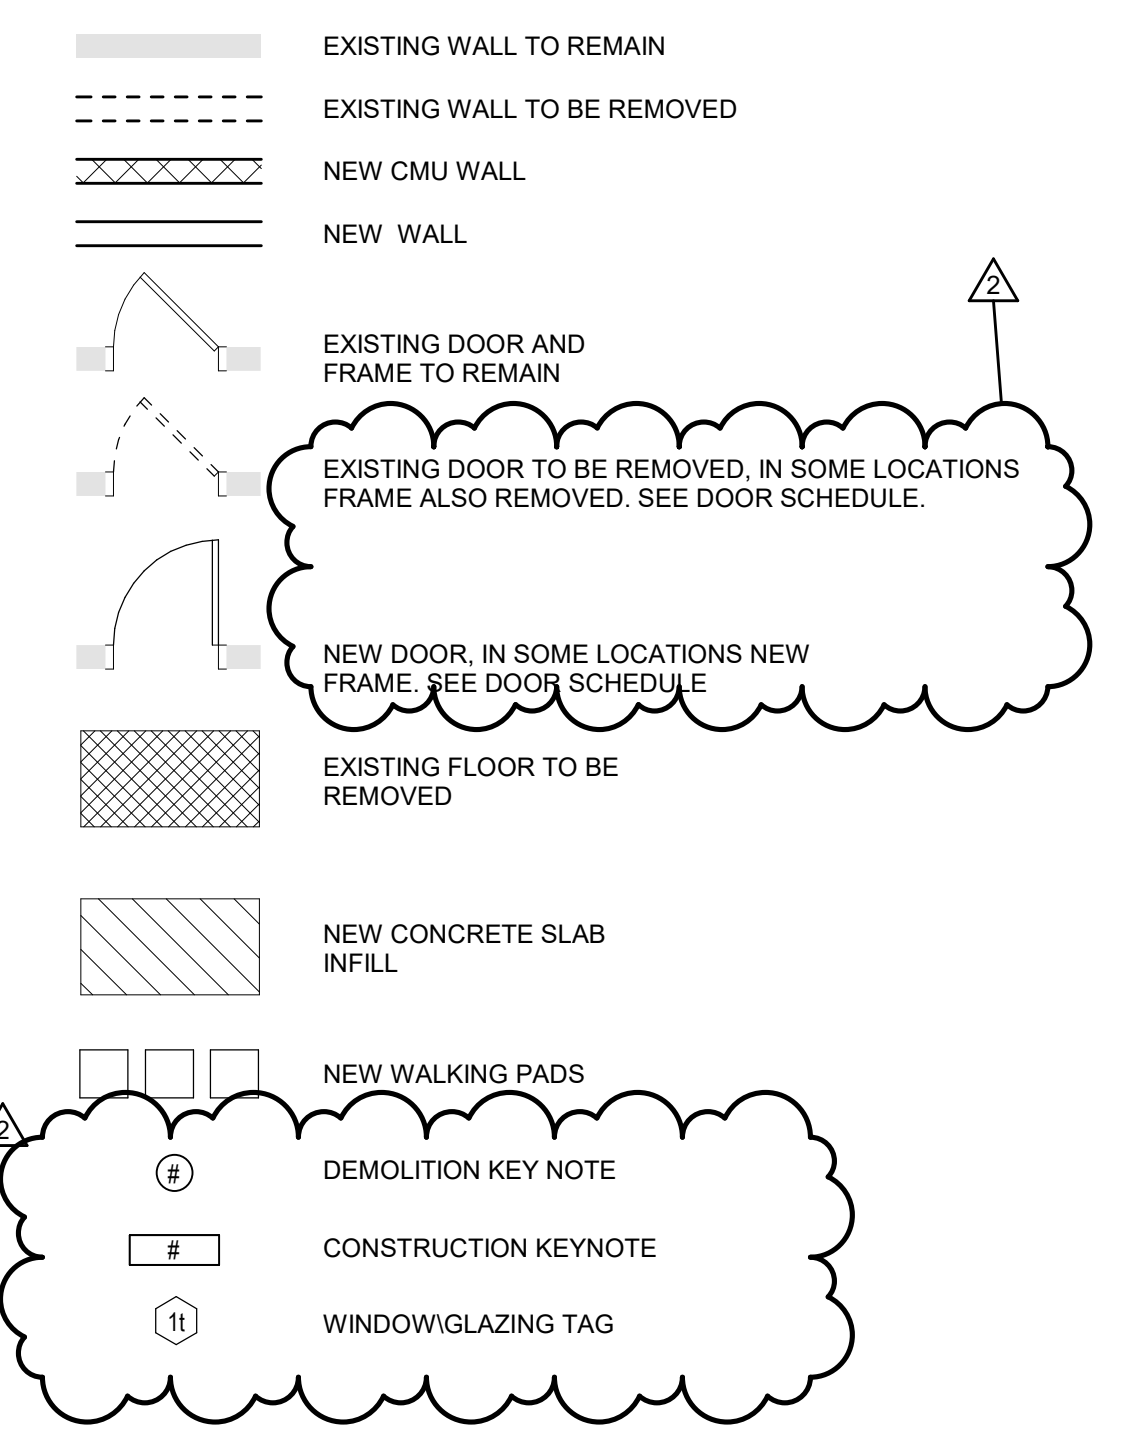 EXISTING WALL TO REMAIN
EXISTING WALL TO BE REMOVED
NEW CMU WALL
NEW  WALL
2
EXISTING DOOR AND
FRAME TO REMAIN
EXISTING DOOR TO BE REMOVED, IN SOME LOCATIONS
FRAME ALSO REMOVED. SEE DOOR SCHEDULE.
NEW DOOR, IN SOME LOCATIONS NEW
FRAME. SEE DOOR SCHEDULE
EXISTING FLOOR TO BE
REMOVED
NEW CONCRETE SLAB
INFILL
NEW WALKING PADS
2
# DEMOLITION KEY NOTE
# CONSTRUCTION KEYNOTE
1t WINDOW\GLAZING TAG